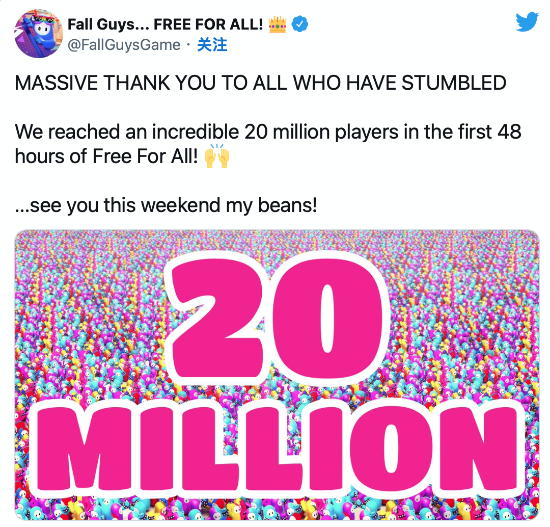 Fall Guys... FREE FOR ALL! 👑
@FallGuysGame · 关注
MASSIVE THANK YOU TO ALL WHO HAVE STUMBLED
We reached an incredible 20 million players in the first 48
hours of Free For All! 🙌
...see you this weekend my beans!
20
MILLION